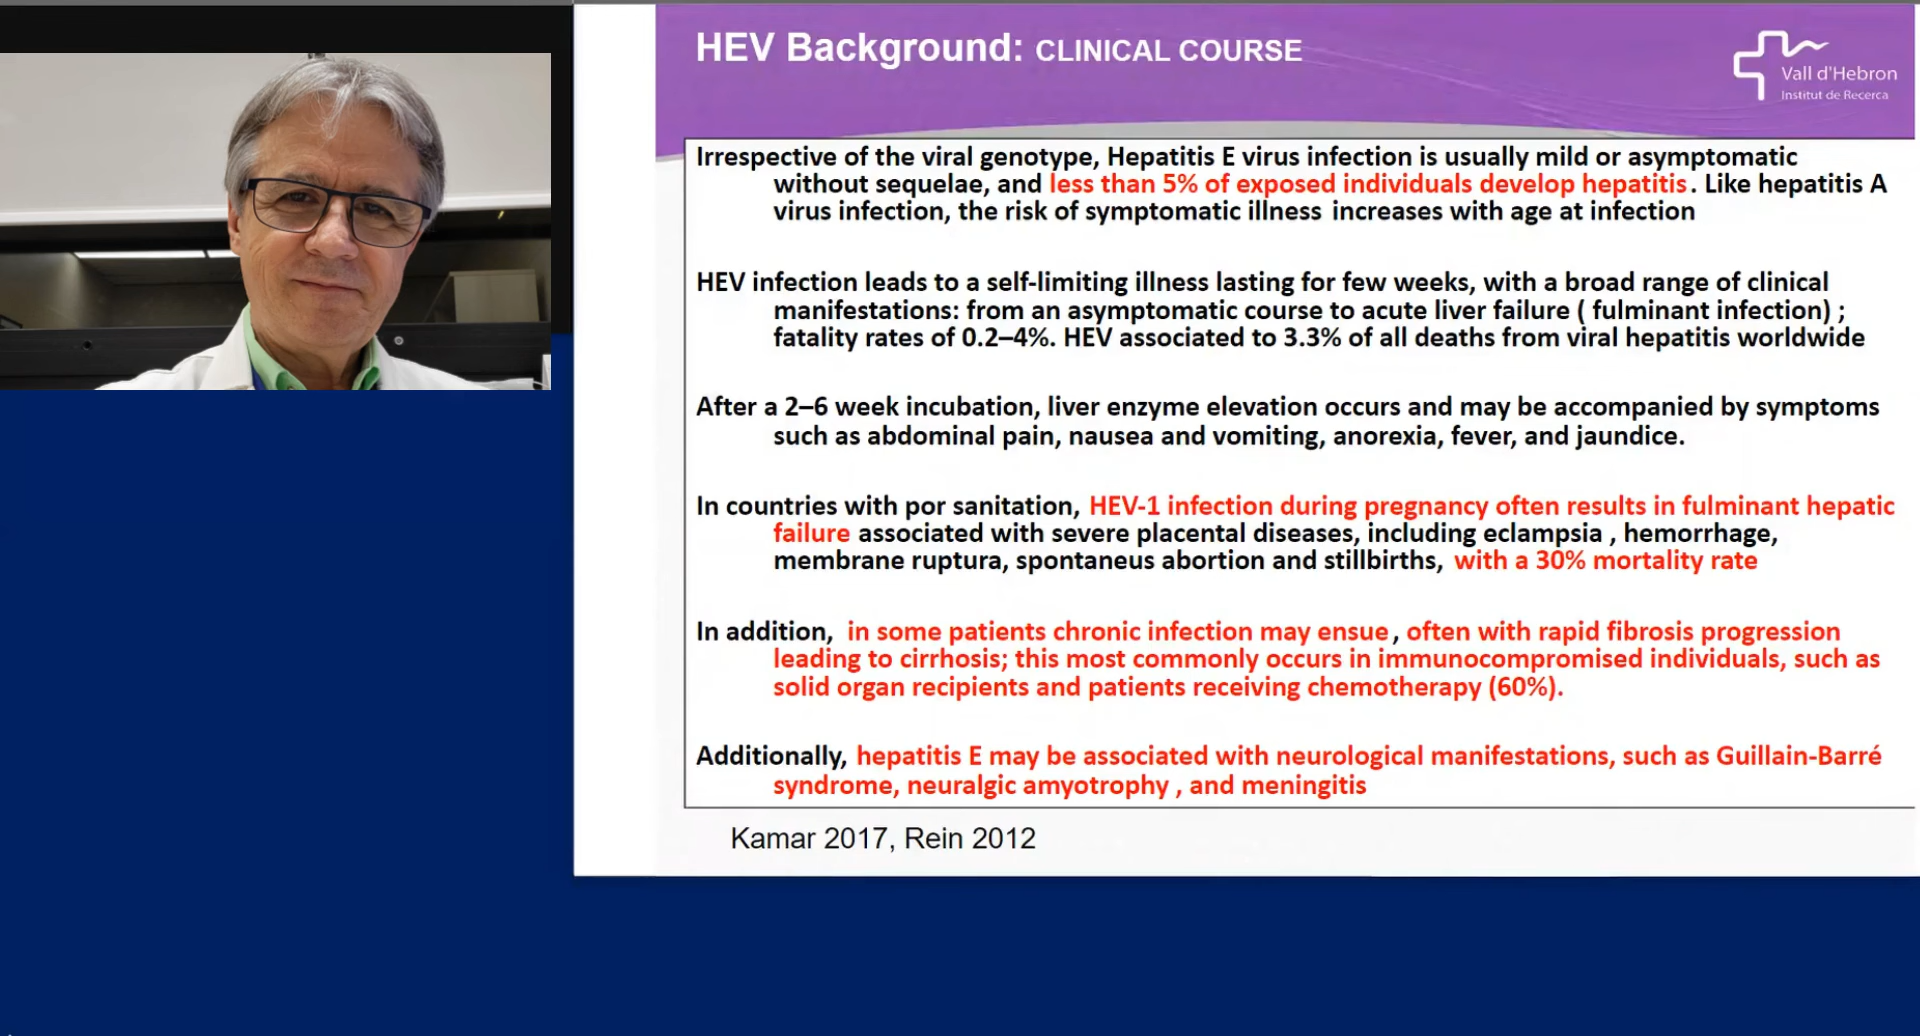 HEV Background: CLINICAL COURSE
Vall d'Hebron
Institut de Recerca
Irrespective of the viral genotype, Hepatitis E virus infection is usually mild or asymptomatic
without sequelae, and less than 5% of exposed individuals develop hepatitis. Like hepatitis A
virus infection, the risk of symptomatic illness increases with age at infection
HEV infection leads to a self-limiting illness lasting for few weeks, with a broad range of clinical
manifestations: from an asymptomatic course to acute liver failure ( fulminant infection) ;
fatality rates of 0.2–4%. HEV associated to 3.3% of all deaths from viral hepatitis worldwide
After a 2–6 week incubation, liver enzyme elevation occurs and may be accompanied by symptoms
such as abdominal pain, nausea and vomiting, anorexia, fever, and jaundice.
In countries with por sanitation, HEV-1 infection during pregnancy often results in fulminant hepatic
failure associated with severe placental diseases, including eclampsia , hemorrhage,
membrane ruptura, spontaneus abortion and stillbirths, with a 30% mortality rate
In addition, in some patients chronic infection may ensue , often with rapid fibrosis progression
leading to cirrhosis; this most commonly occurs in immunocompromised individuals, such as
solid organ recipients and patients receiving chemotherapy (60%).
Additionally, hepatitis E may be associated with neurological manifestations, such as Guillain-Barré
syndrome, neuralgic amyotrophy , and meningitis
Kamar 2017, Rein 2012